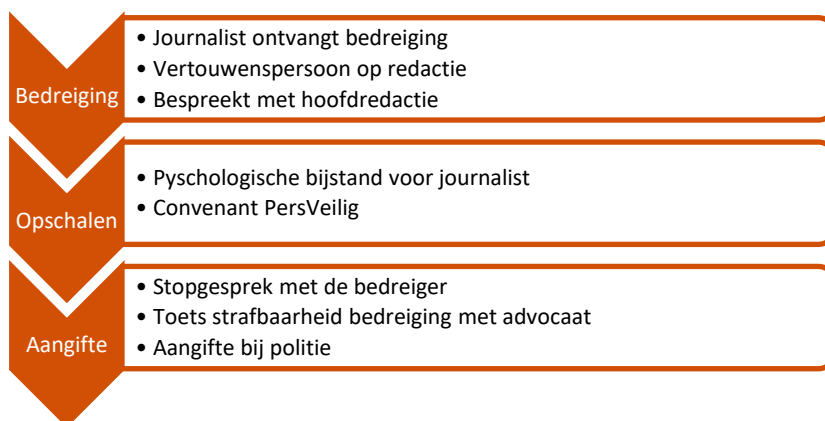 Bedreiging
• Journalist ontvangt bedreiging
• Vertouwenspersoon op redactie
• Bespreekt met hoofdredactie
Opschalen
• Pyschologische bijstand voor journalist
• Convenant PersVeilig
Aangifte
• Stopgesprek met de bedreiger
• Toets strafbaarheid bedreiging met advocaat
• Aangifte bij politie